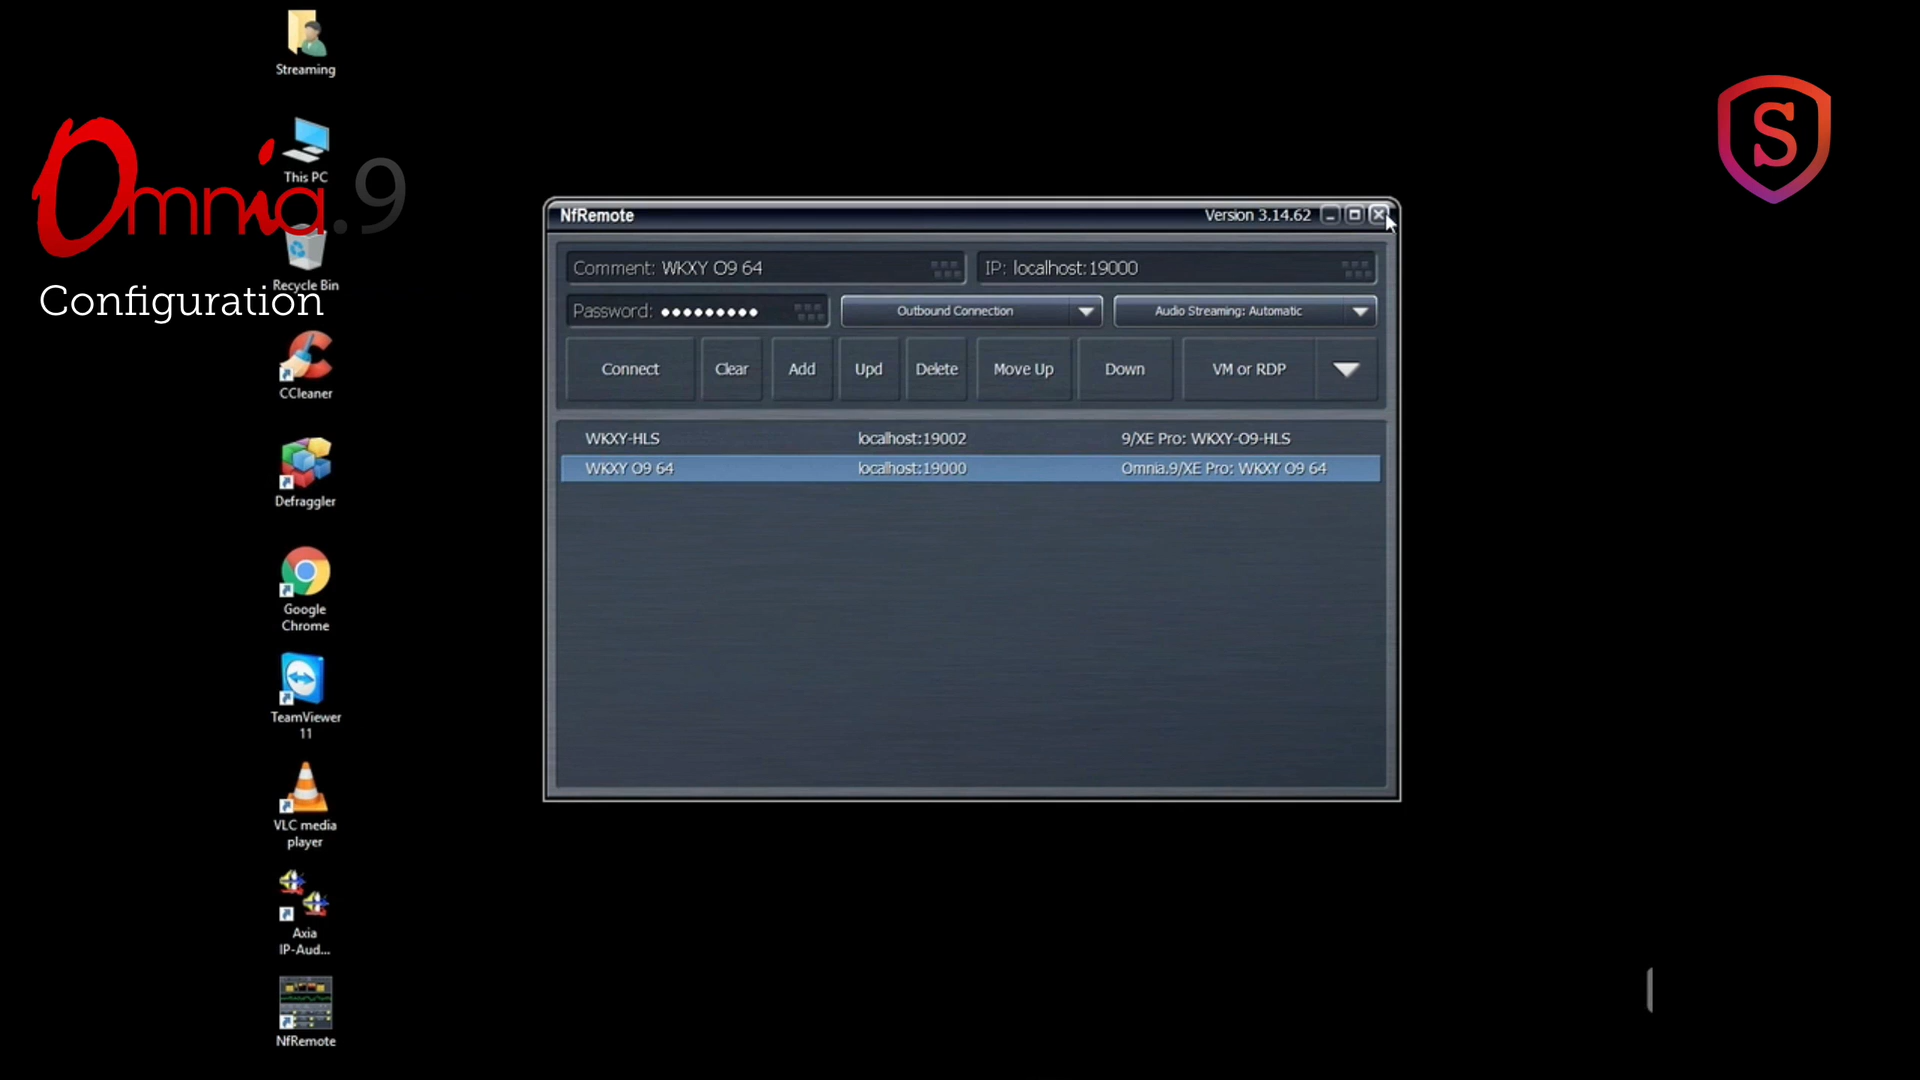 Streaming
This PC
Omnia.9
Recycle Bin
Configuration
CCleaner
Defraggler
Google
Chrome
TeamViewer
11
VLC media
player
Axia
IP-Aud...
NfRemote
S
NfRemote Version 3.14.62
Comment: WKXY O9 64 IP: localhost:19000
Password: ●●●●●●●●● Outbound Connection Audio Streaming: Automatic
Connect Clear Add Upd Delete Move Up Down VM or RDP
WKXY-HLS localhost:19002 9/XE Pro: WKXY-O9-HLS
WKXY O9 64 localhost:19000 Omnia.9/XE Pro: WKXY O9 64